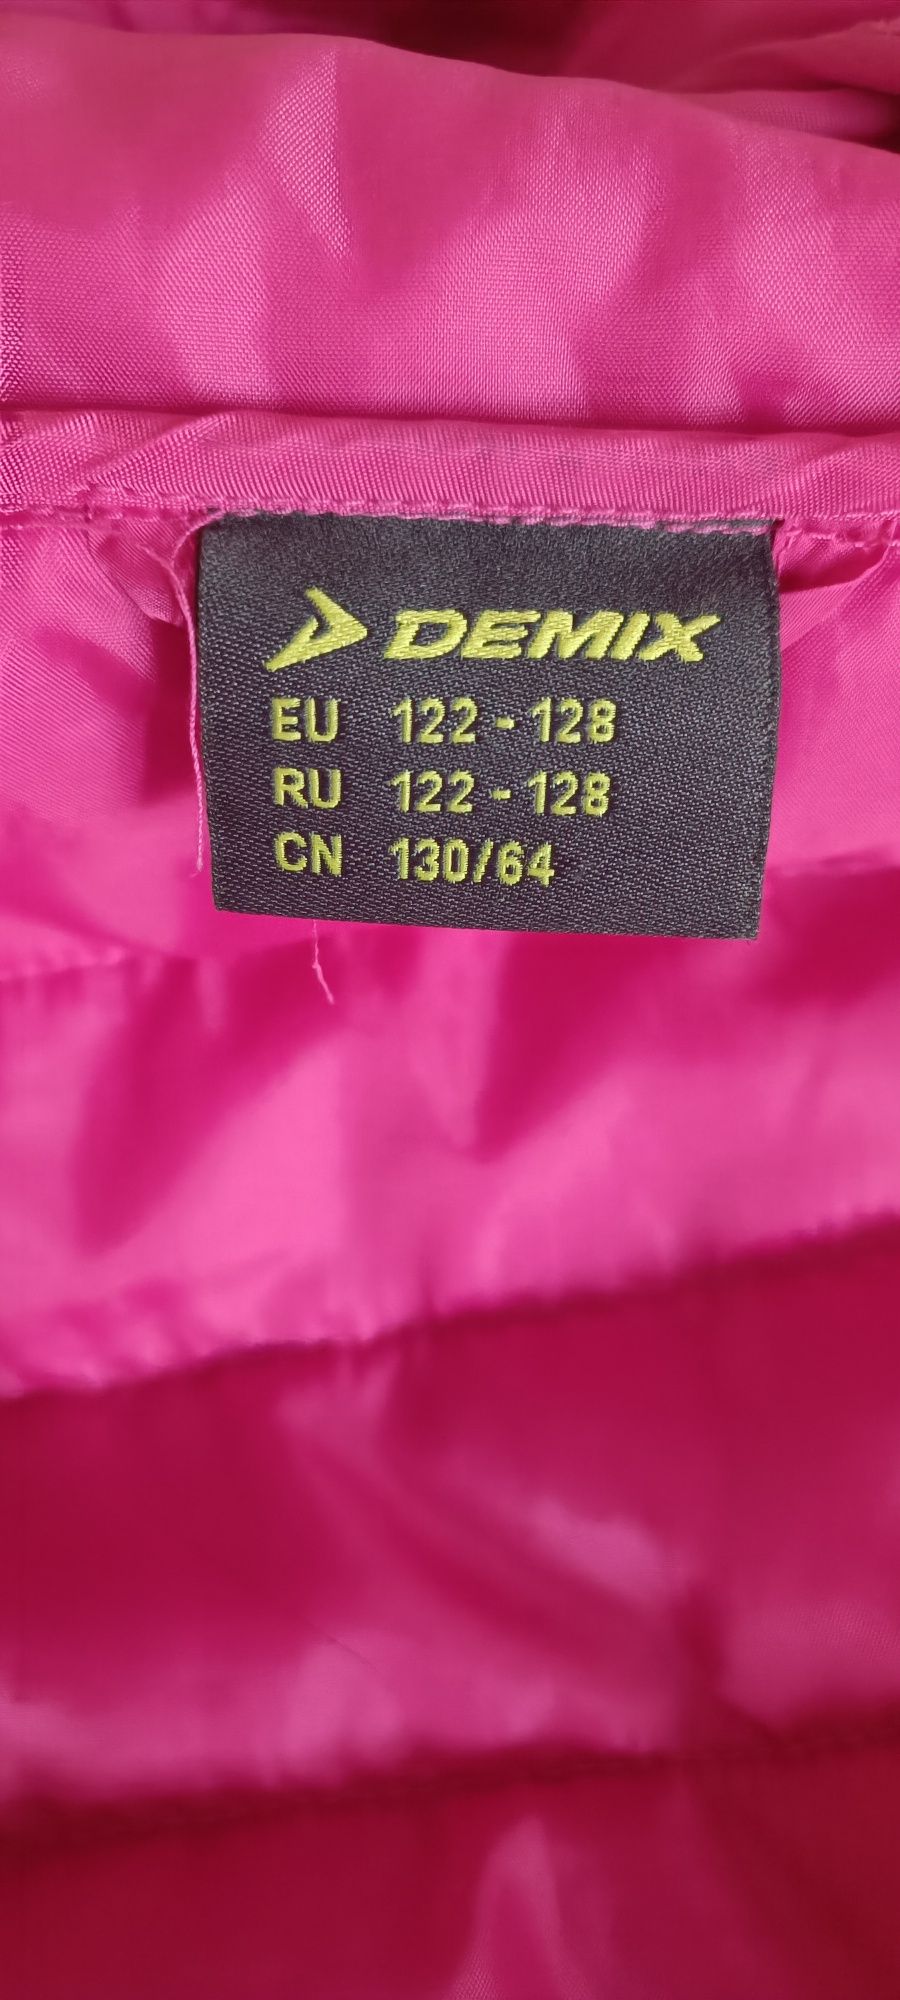 DEMIX
EU 122 - 128
RU 122 - 128
CN 130/64